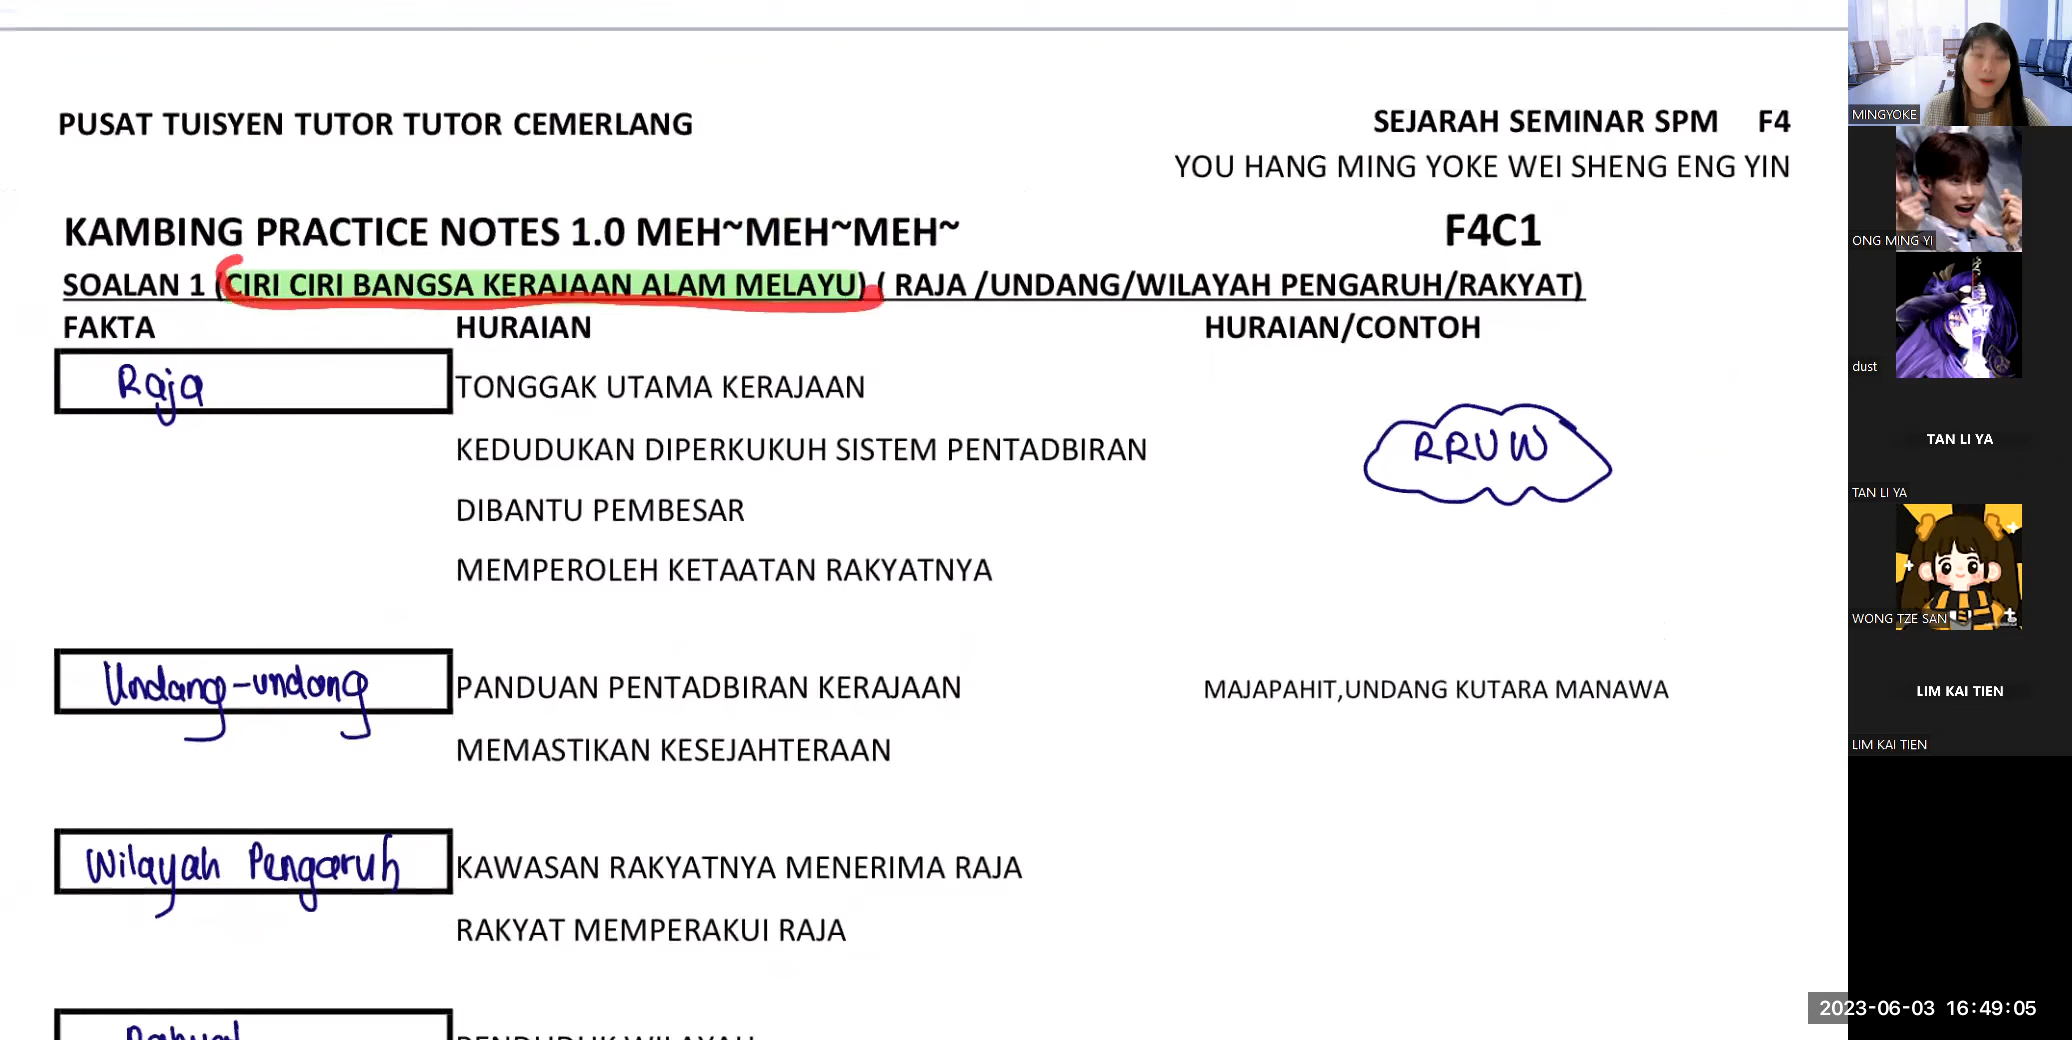 PUSAT TUISYEN TUTOR TUTOR CEMERLANG
SEJARAH SEMINAR SPM F4
YOU HANG MING YOKE WEI SHENG ENG YIN
KAMBING PRACTICE NOTES 1.0 MEH~MEH~MEH~ F4C1
SOALAN 1 (CIRI CIRI BANGSA KERAJAAN ALAM MELAYU) ( RAJA /UNDANG/WILAYAH PENGARUH/RAKYAT)
FAKTA HURAIAN HURAIAN/CONTOH
Raja TONGGAK UTAMA KERAJAAN
KEDUDUKAN DIPERKUKUH SISTEM PENTADBIRAN
RRUW
DIBANTU PEMBESAR
MEMPEROLEH KETAATAN RAKYATNYA
Undang-undang PANDUAN PENTADBIRAN KERAJAAN MAJAPAHIT,UNDANG KUTARA MANAWA
MEMASTIKAN KESEJAHTERAAN
Wilayah Pengaruh KAWASAN RAKYATNYA MENERIMA RAJA
RAKYAT MEMPERAKUI RAJA
PENDUDUK WILAYAH
MINGYOKE
ONG MING YI
dust
TAN LI YA
TAN LI YA
WONG TZE SAN
LIM KAI TIEN
LIM KAI TIEN
2023-06-03 16:49:05